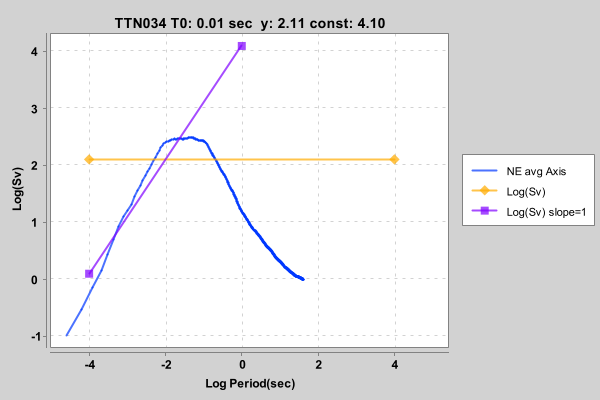 TTN034 T0: 0.01 sec  y: 2.11 const: 4.10
Log(Sv)
4
3
2
1
0
-1
-4
-2
0
2
4
Log Period(sec)
NE avg Axis
Log(Sv)
Log(Sv) slope=1